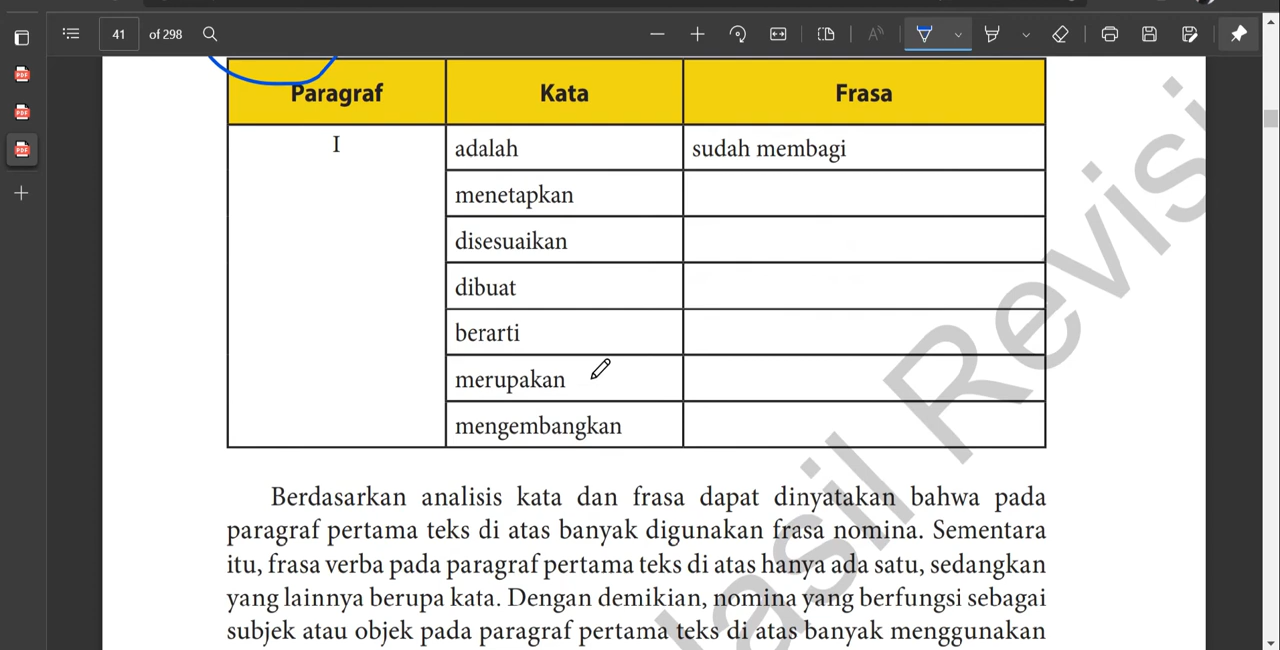 41 of 298
Paragraf Kata Frasa
I adalah sudah membagi
menetapkan
disesuaikan
dibuat
berarti
merupakan
mengembangkan
Berdasarkan analisis kata dan frasa dapat dinyatakan bahwa pada
paragraf pertama teks di atas banyak digunakan frasa nomina. Sementara
itu, frasa verba pada paragraf pertama teks di atas hanya ada satu, sedangkan
yang lainnya berupa kata. Dengan demikian, nomina yang berfungsi sebagai
subjek atau objek pada paragraf pertama teks di atas banyak menggunakan
Hasil Revisi